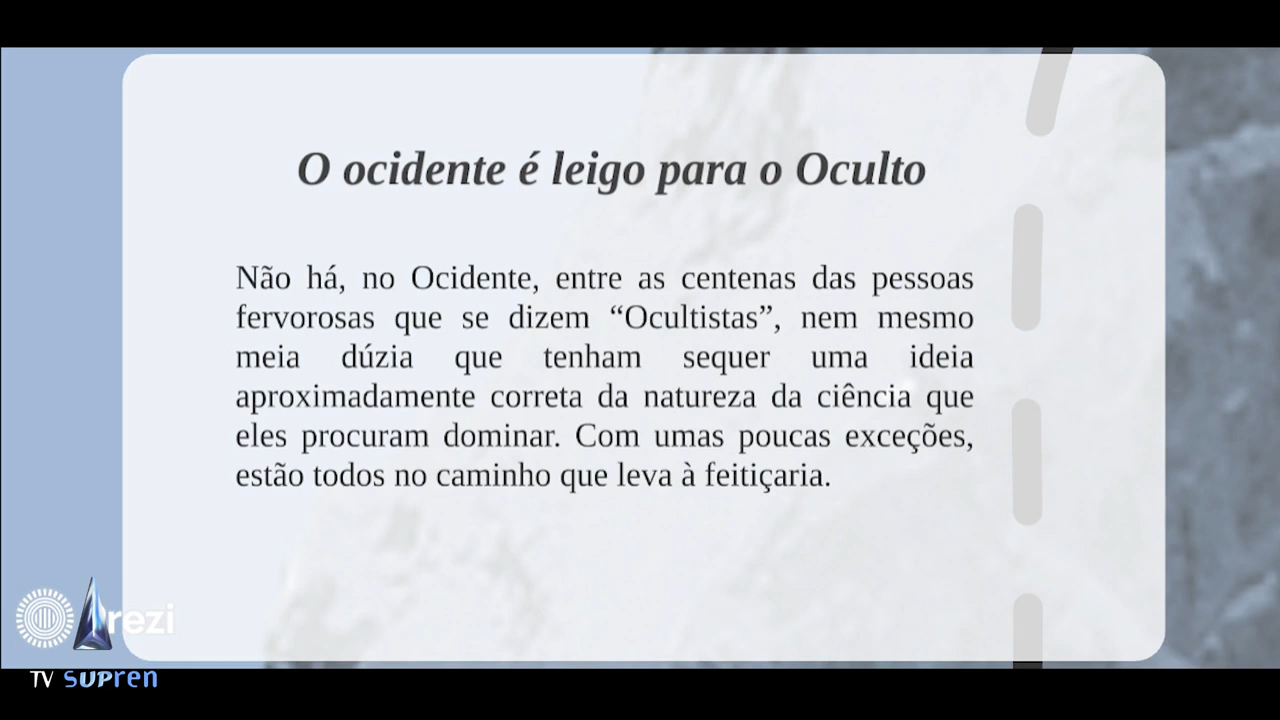 O ocidente é leigo para o Oculto
Não há, no Ocidente, entre as centenas das pessoas
fervorosas que se dizem “Ocultistas”, nem mesmo
meia dúzia que tenham sequer uma ideia
aproximadamente correta da natureza da ciência que
eles procuram dominar. Com umas poucas exceções,
estão todos no caminho que leva à feitiçaria.
rezi
TV SUPren